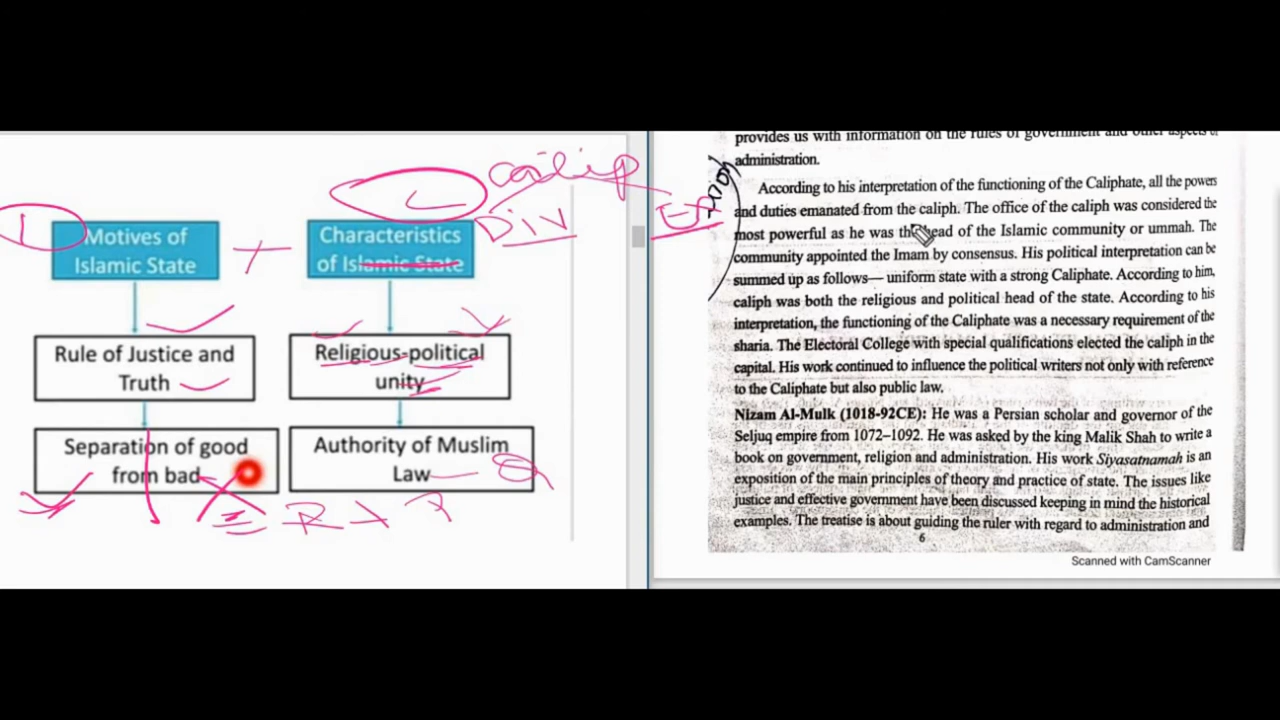 Motives of
Islamic State
Rule of Justice and
Truth
Separation of good
from bad
Characteristics
of Islamic State
Religious-political
unity
Authority of Muslim
Law
Div
provides us with information on the rules of government and other aspects of
administration.
According to his interpretation of the functioning of the Caliphate, all the powers
and duties emanated from the caliph. The office of the caliph was considered the
most powerful as he was the head of the Islamic community or ummah. The
community appointed the Imam by consensus. His political interpretation can be
summed up as follows— uniform state with a strong Caliphate. According to him,
caliph was both the religious and political head of the state. According to his
interpretation, the functioning of the Caliphate was a necessary requirement of the
sharia. The Electoral College with special qualifications elected the caliph in the
capital. His work continued to influence the political writers not only with reference
to the Caliphate but also public law.
Nizam Al-Mulk (1018-92CE): He was a Persian scholar and governor of the
Seljuq empire from 1072–1092. He was asked by the king Malik Shah to write a
book on government, religion and administration. His work Siyasatnamah is an
exposition of the main principles of theory and practice of state. The issues like
justice and effective government have been discussed keeping in mind the historical
examples. The treatise is about guiding the ruler with regard to administration and
6
Scanned with CamScanner